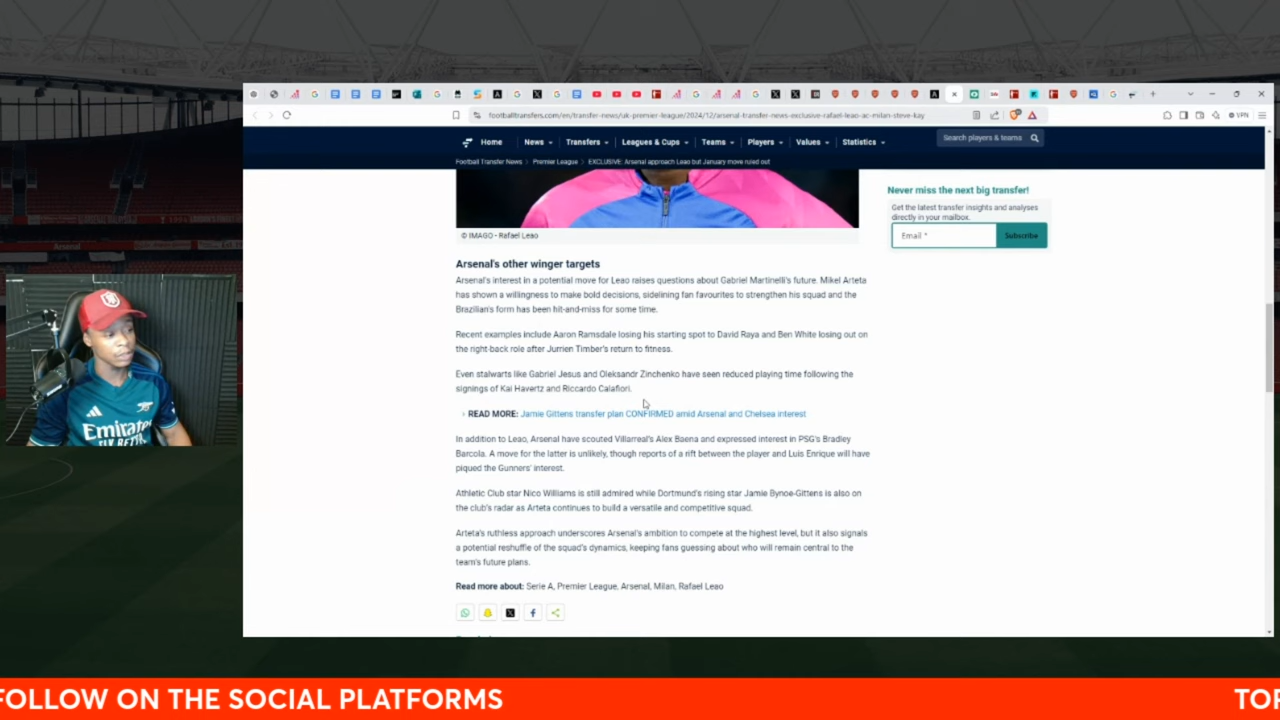 footballtransfers.com/en/transfer-news/uk-premier-league/2024/12/arsenal-transfer-news-exclusive-rafael-leao-ac-milan-steve-kay
VPN
Home News Transfers Leagues & Cups Teams Players Values Statistics Search players & teams
Football Transfer News > Premier League > EXCLUSIVE: Arsenal approach Leao but January move ruled out
© IMAGO - Rafael Leao
Never miss the next big transfer!
Get the latest transfer insights and analyses
directly in your mailbox.
Email * Subscribe
Arsenal's other winger targets
Arsenal's interest in a potential move for Leao raises questions about Gabriel Martinelli's future. Mikel Arteta
has shown a willingness to make bold decisions, sidelining fan favourites to strengthen his squad and the
Brazilian's form has been hit-and-miss for some time.
Recent examples include Aaron Ramsdale losing his starting spot to David Raya and Ben White losing out on
the right-back role after Jurrien Timber's return to fitness.
Even stalwarts like Gabriel Jesus and Oleksandr Zinchenko have seen reduced playing time following the
signings of Kai Havertz and Riccardo Calafiori.
› READ MORE: Jamie Gittens transfer plan CONFIRMED amid Arsenal and Chelsea interest
In addition to Leao, Arsenal have scouted Villarreal's Alex Baena and expressed interest in PSG's Bradley
Barcola. A move for the latter is unlikely, though reports of a rift between the player and Luis Enrique will have
piqued the Gunners' interest.
Athletic Club star Nico Williams is still admired while Dortmund's rising star Jamie Bynoe-Gittens is also on
the club's radar as Arteta continues to build a versatile and competitive squad.
Arteta's ruthless approach underscores Arsenal's ambition to compete at the highest level, but it also signals
a potential reshuffle of the squad's dynamics, keeping fans guessing about who will remain central to the
team's future plans.
Read more about: Serie A, Premier League, Arsenal, Milan, Rafael Leao
Arsenal
Emirates
FLY BETTER
FOLLOW ON THE SOCIAL PLATFORMS
TOP